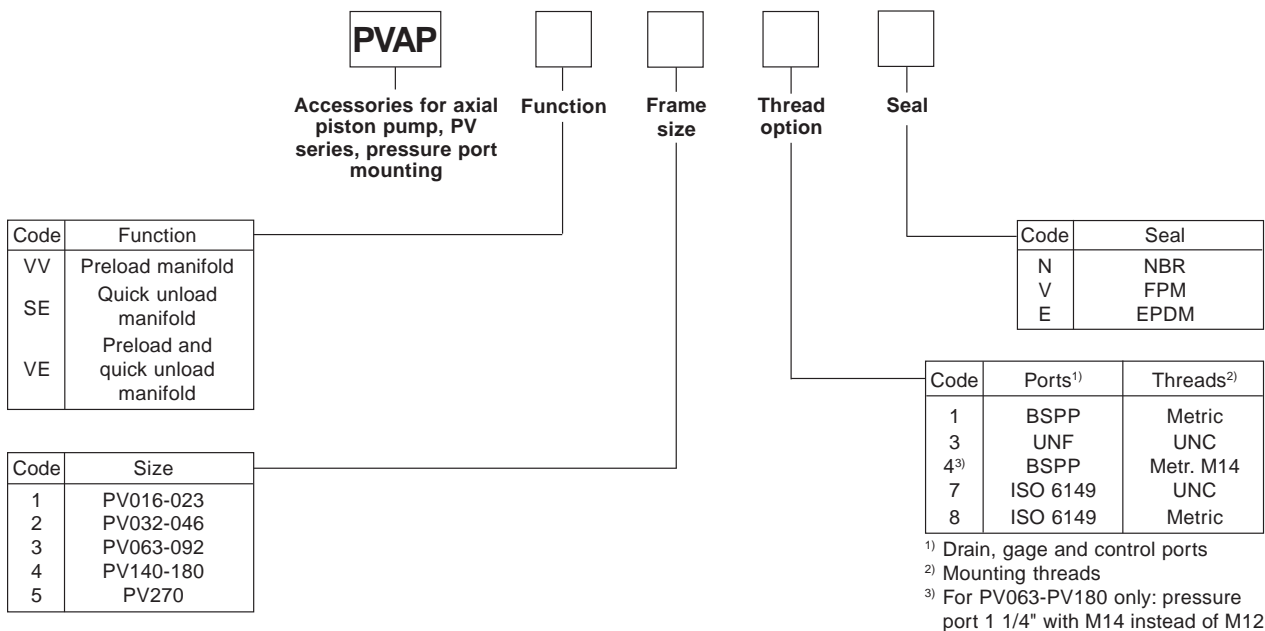 PVAP
Accessories for axial
piston pump, PV
series, pressure port
mounting
Function
Frame
size
Thread
option
Seal
Code Function
VV Preload manifold
SE Quick unload
manifold
VE Preload and
quick unload
manifold
Code Size
1 PV016-023
2 PV032-046
3 PV063-092
4 PV140-180
5 PV270
Code Seal
N NBR
V FPM
E EPDM
Code Ports1) Threads2)
1 BSPP Metric
3 UNF UNC
43) BSPP Metr. M14
7 ISO 6149 UNC
8 ISO 6149 Metric
1) Drain, gage and control ports
2) Mounting threads
3) For PV063-PV180 only: pressure
port 1 1/4" with M14 instead of M12